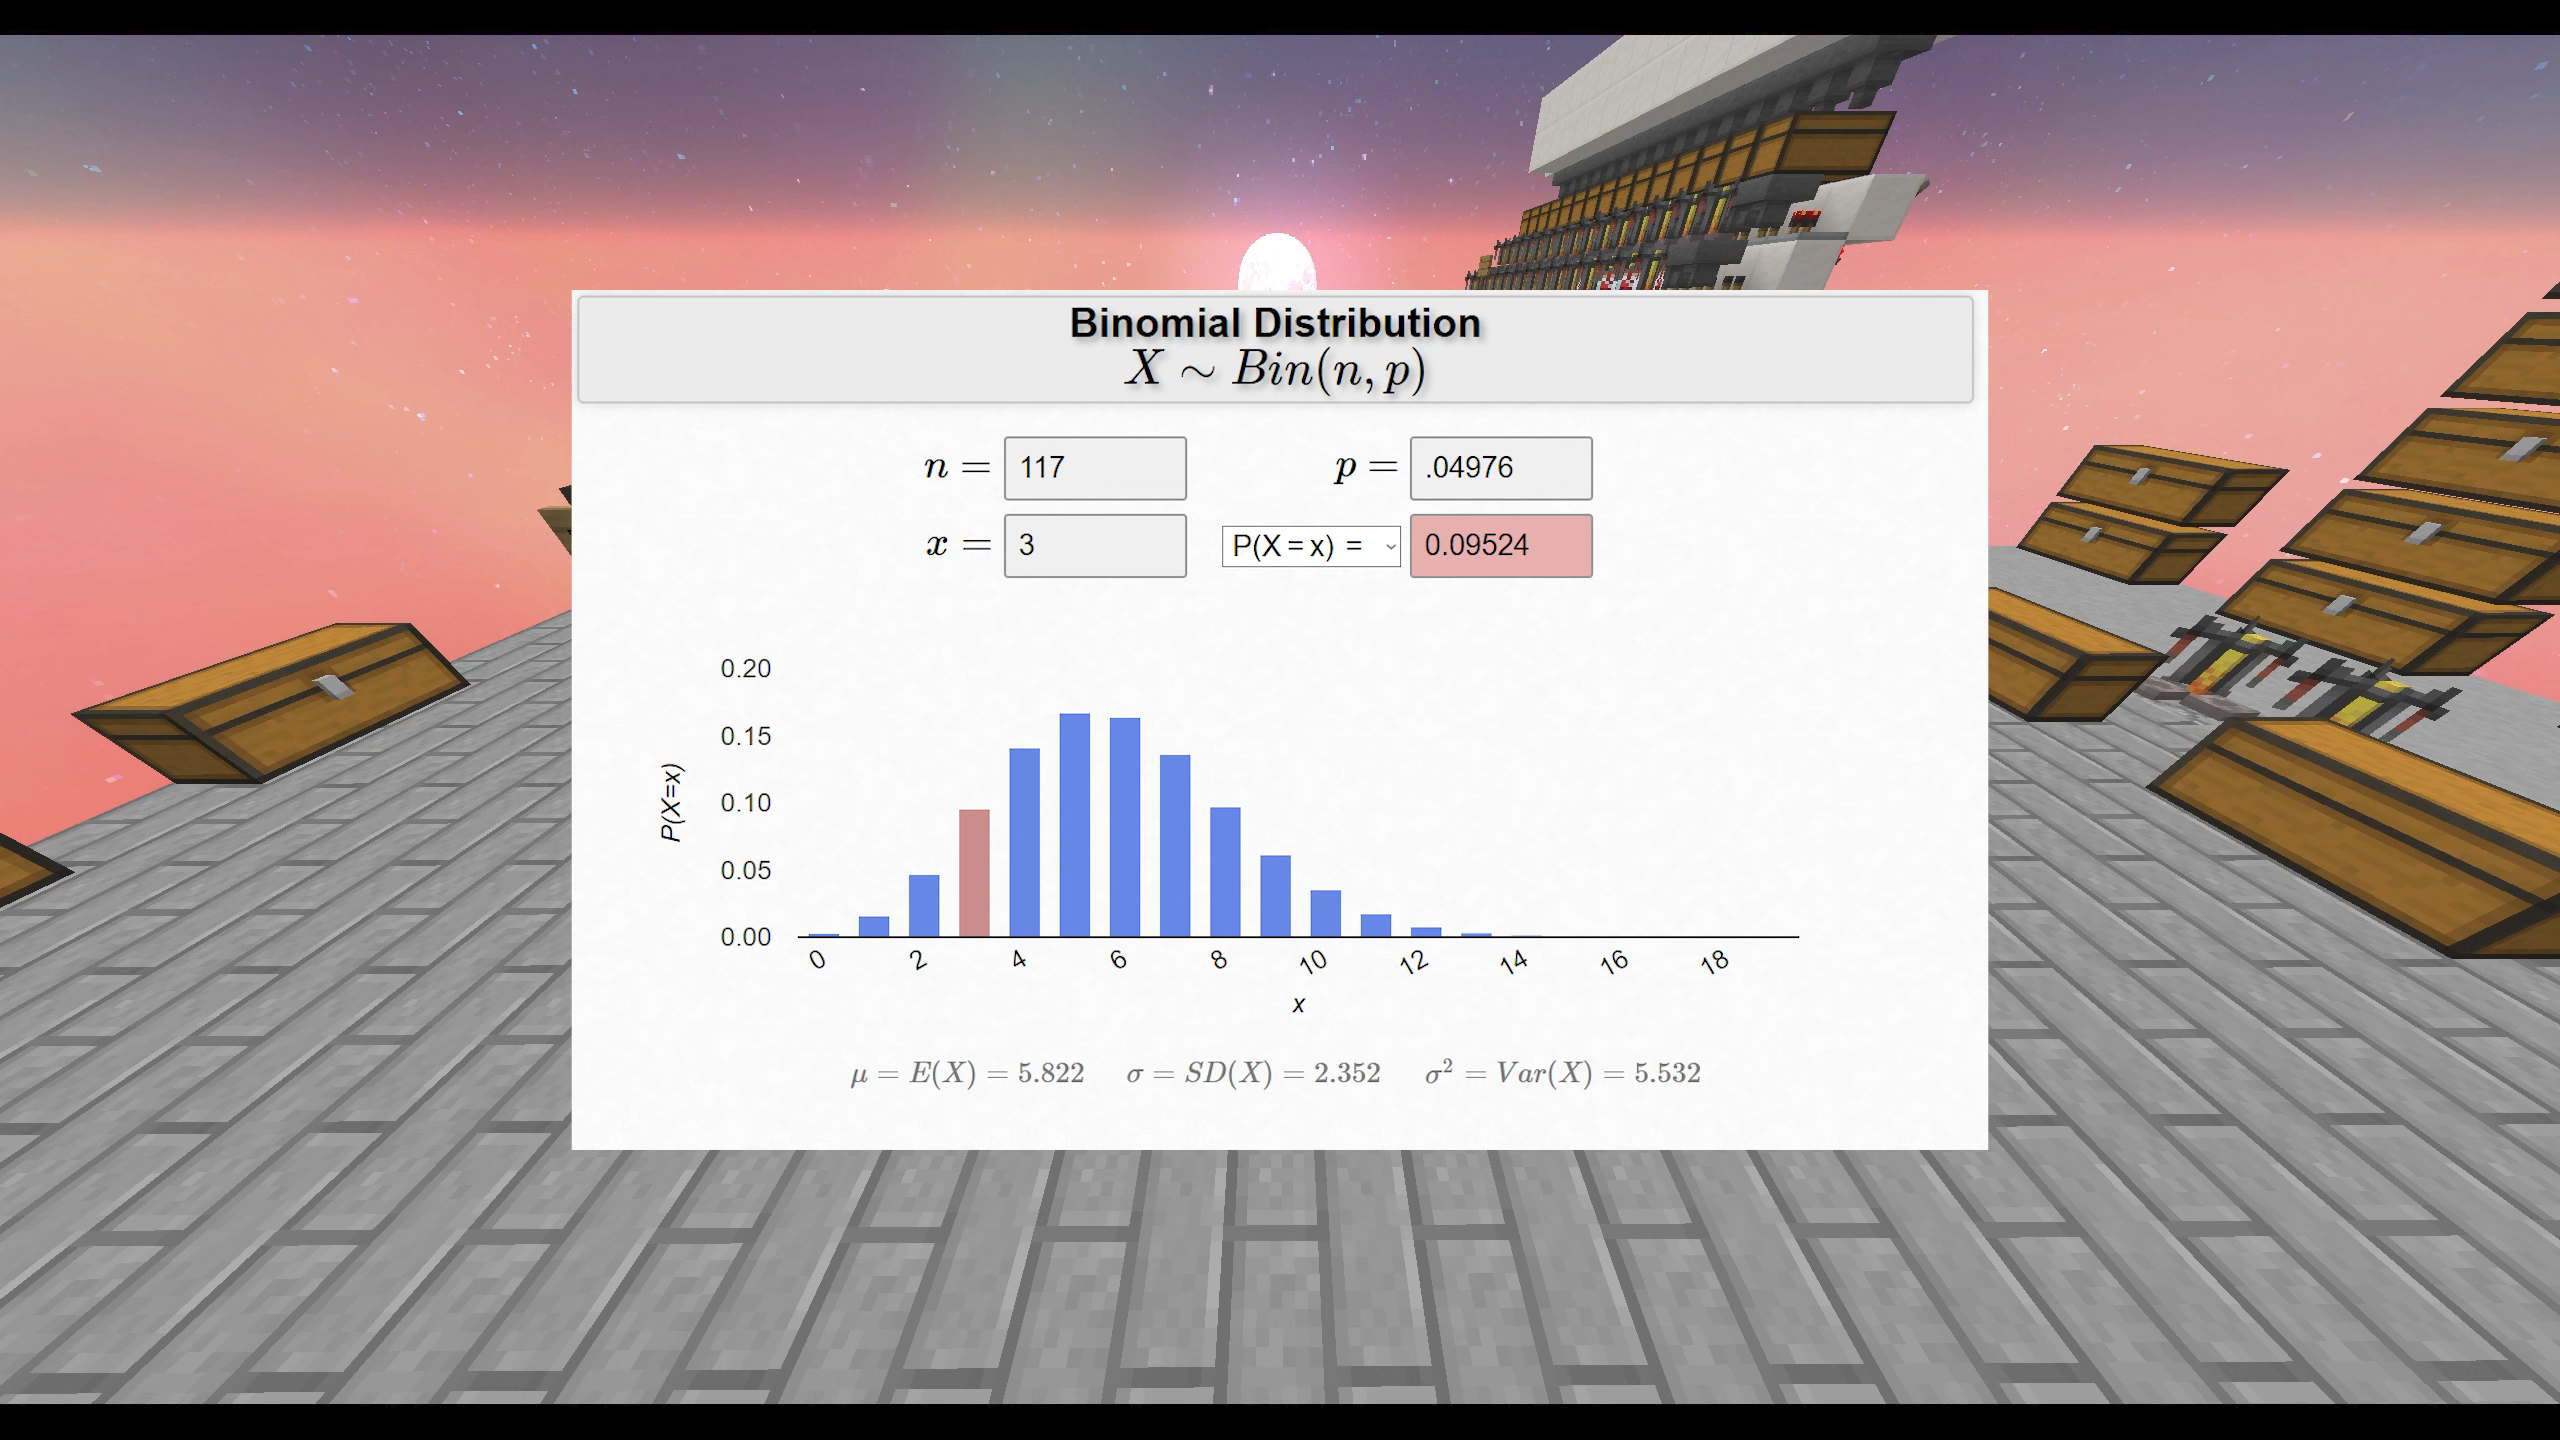 Binomial Distribution
X ∼ Bin(n, p)
n = 117 p = .04976
x = 3 P(X = x) = 0.09524
0.20
0.15
0.10
0.05
0.00
P(X=x)
0 2 4 6 8 10 12 14 16 18
x
μ = E(X) = 5.822 σ = SD(X) = 2.352 σ² = Var(X) = 5.532